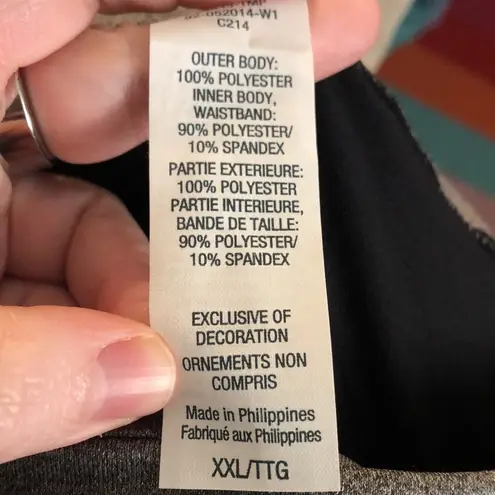 52014-W1
C214
OUTER BODY:
100% POLYESTER
INNER BODY,
WAISTBAND:
90% POLYESTER/
10% SPANDEX
PARTIE EXTERIEURE:
100% POLYESTER
PARTIE INTERIEURE,
BANDE DE TAILLE:
90% POLYESTER/
10% SPANDEX
EXCLUSIVE OF
DECORATION
ORNEMENTS NON
COMPRIS
Made in Philippines
Fabriqué aux Philippines
XXL/TTG